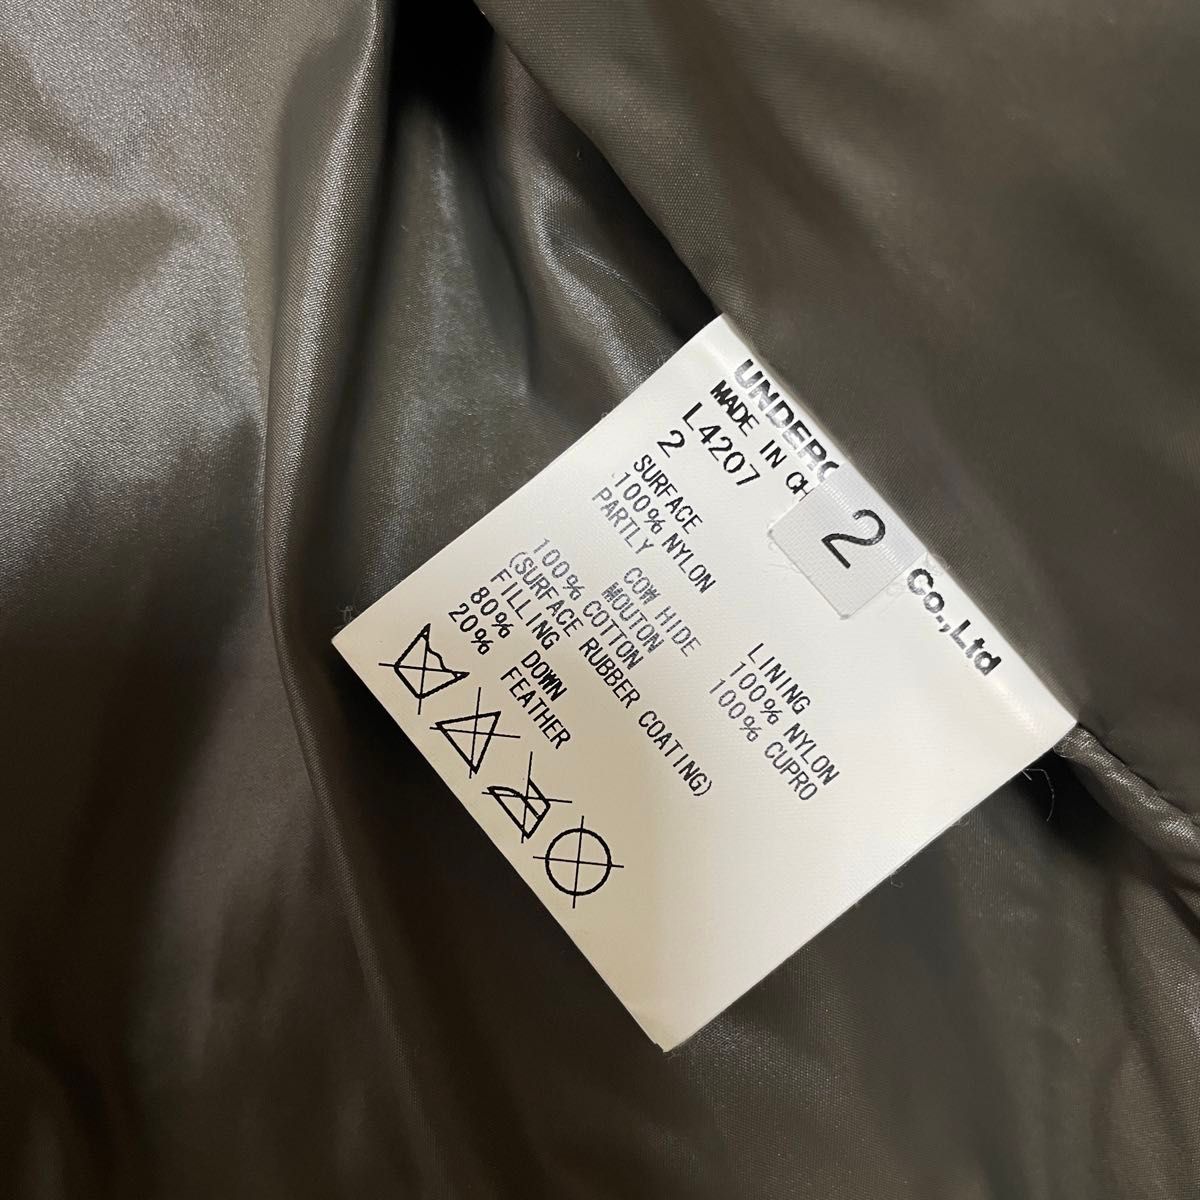 UNDERC Co.,Ltd
MADE IN CH
L4207
2
2
SURFACE
100% NYLON
PARTLY
COW HIDE
MOUTON
100% COTTON
(SURFACE RUBBER COATING)
FILLING
80% DOWN
20% FEATHER
LINING
100% NYLON
100% CUPRO